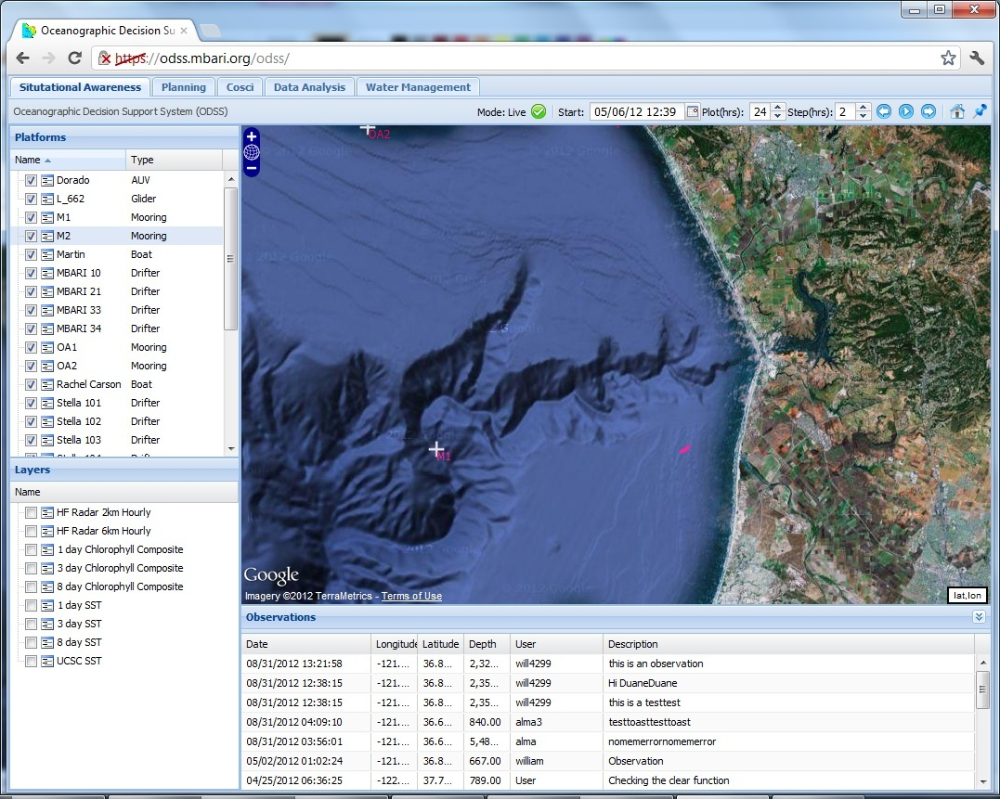 Oceanographic Decision Su
https://odss.mbari.org/odss/
Situtational Awareness Planning Cosci Data Analysis Water Management
Oceanographic Decision Support System (ODSS) Mode: Live Start: 05/06/12 12:39 Plot(hrs): 24 Step(hrs): 2
Platforms
Name Type
Dorado AUV
L_662 Glider
M1 Mooring
M2 Mooring
Martin Boat
MBARI 10 Drifter
MBARI 21 Drifter
MBARI 33 Drifter
MBARI 34 Drifter
OA1 Mooring
OA2 Mooring
Rachel Carson Boat
Stella 101 Drifter
Stella 102 Drifter
Stella 103 Drifter
Layers
Name
HF Radar 2km Hourly
HF Radar 6km Hourly
1 day Chlorophyll Composite
3 day Chlorophyll Composite
8 day Chlorophyll Composite
1 day SST
3 day SST
8 day SST
UCSC SST
OA2
M1
Google
Imagery ©2012 TerraMetrics - Terms of Use
lat,lon
Observations
Date Longitude Latitude Depth User Description
08/31/2012 13:21:58 -121.... 36.8... 2,32... will4299 this is an observation
08/31/2012 12:38:15 -121.... 36.8... 2,35... will4299 Hi DuaneDuane
08/31/2012 12:38:15 -121.... 36.8... 2,35... will4299 this is a testtest
08/31/2012 04:09:10 -121.... 36.6... 840.00 alma3 testtoasttesttoast
08/31/2012 03:56:01 -121.... 36.6... 5,48... alma nomemerrornomemerror
05/02/2012 01:02:24 -121.... 36.8... 667.00 william Observation
04/25/2012 06:36:25 -122.... 37.7... 789.00 User Checking the clear function